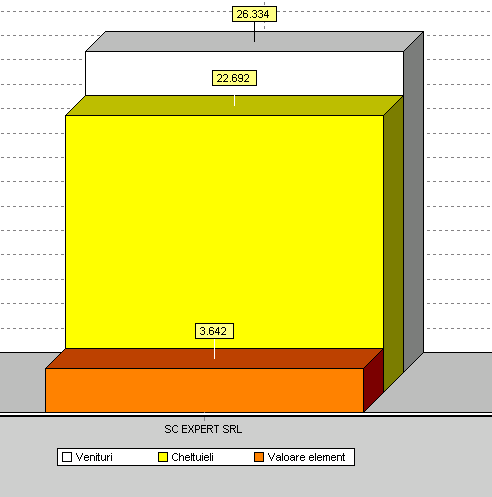 26.334
22.692
3.642
SC EXPERT SRL
Venituri
Cheltuieli
Valoare element